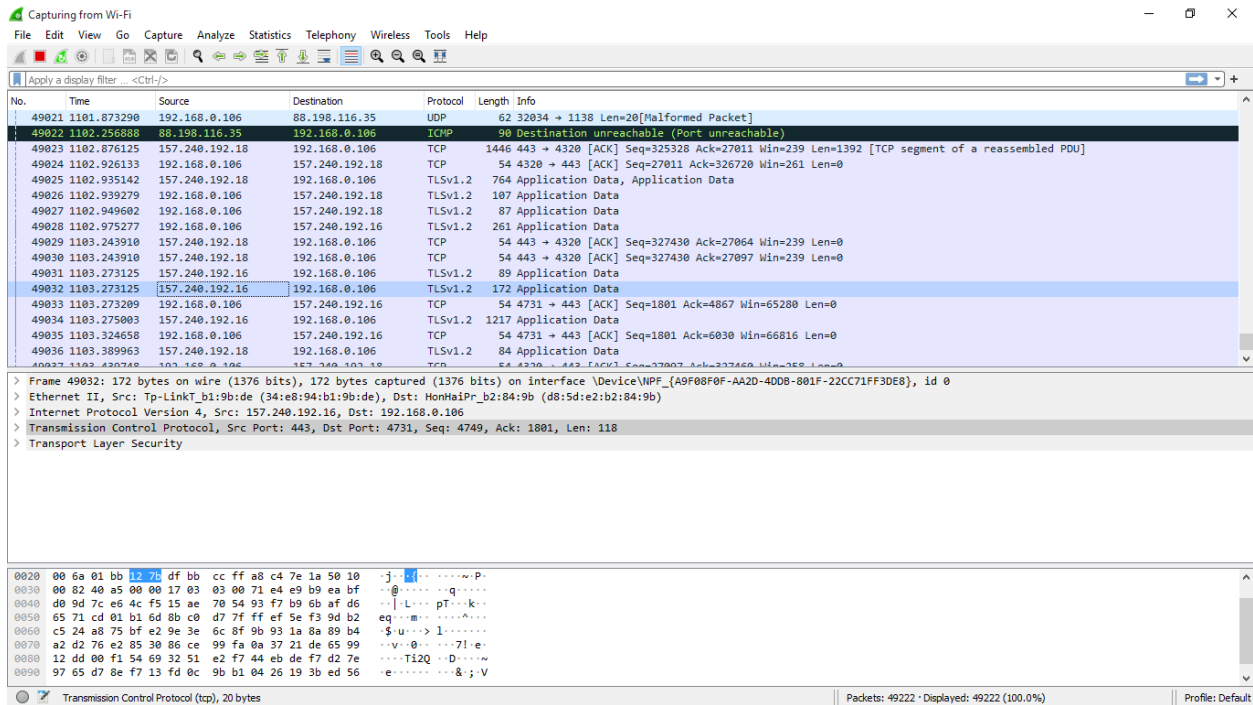 Capturing from Wi-Fi
File Edit View Go Capture Analyze Statistics Telephony Wireless Tools Help
Apply a display filter ... <Ctrl-/>
No. Time Source Destination Protocol Length Info
49021 1101.873290 192.168.0.106 88.198.116.35 UDP 62 32034 → 1138 Len=20[Malformed Packet]
49022 1102.256888 88.198.116.35 192.168.0.106 ICMP 90 Destination unreachable (Port unreachable)
49023 1102.876125 157.240.192.18 192.168.0.106 TCP 1446 443 → 4320 [ACK] Seq=325328 Ack=27011 Win=239 Len=1392 [TCP segment of a reassembled PDU]
49024 1102.926133 192.168.0.106 157.240.192.18 TCP 54 4320 → 443 [ACK] Seq=27011 Ack=326720 Win=261 Len=0
49025 1102.935142 157.240.192.18 192.168.0.106 TLSv1.2 764 Application Data, Application Data
49026 1102.939279 192.168.0.106 157.240.192.18 TLSv1.2 107 Application Data
49027 1102.949602 192.168.0.106 157.240.192.18 TLSv1.2 87 Application Data
49028 1102.975277 192.168.0.106 157.240.192.16 TLSv1.2 261 Application Data
49029 1103.243910 157.240.192.18 192.168.0.106 TCP 54 443 → 4320 [ACK] Seq=327430 Ack=27064 Win=239 Len=0
49030 1103.243910 157.240.192.18 192.168.0.106 TCP 54 443 → 4320 [ACK] Seq=327430 Ack=27097 Win=239 Len=0
49031 1103.273125 157.240.192.16 192.168.0.106 TLSv1.2 89 Application Data
49032 1103.273125 157.240.192.16 192.168.0.106 TLSv1.2 172 Application Data
49033 1103.273209 192.168.0.106 157.240.192.16 TCP 54 4731 → 443 [ACK] Seq=1801 Ack=4867 Win=65280 Len=0
49034 1103.275003 157.240.192.16 192.168.0.106 TLSv1.2 1217 Application Data
49035 1103.324658 192.168.0.106 157.240.192.16 TCP 54 4731 → 443 [ACK] Seq=1801 Ack=6030 Win=66816 Len=0
49036 1103.389963 157.240.192.18 192.168.0.106 TLSv1.2 84 Application Data
49037 1103.439748 192.168.0.106 157.240.192.18 TCP 54 4320 → 443 [ACK] Seq=27097 Ack=327460 Win=258 Len=0
Frame 49032: 172 bytes on wire (1376 bits), 172 bytes captured (1376 bits) on interface \Device\NPF_{A9F08F0F-AA2D-4DDB-801F-22CC71FF3DE8}, id 0
Ethernet II, Src: Tp-LinkT_b1:9b:de (34:e8:94:b1:9b:de), Dst: HonHaiPr_b2:84:9b (d8:5d:e2:b2:84:9b)
Internet Protocol Version 4, Src: 157.240.192.16, Dst: 192.168.0.106
Transmission Control Protocol, Src Port: 443, Dst Port: 4731, Seq: 4749, Ack: 1801, Len: 118
Transport Layer Security
0020 00 6a 01 bb 12 7b df bb cc ff a8 c4 7e 1a 50 10 ·j···{·· ····~·P·
0030 00 82 40 a5 00 00 17 03 03 00 71 e4 e9 b9 ea bf ··@····· ··q·····
0040 d0 9d 7c e6 4c f5 15 ae 70 54 93 f7 b9 6b af d6 ··|·L··· pT···k··
0050 65 71 cd 01 b1 6d 8b c0 d7 7f ff ef 5e f3 9d b2 eq···m·· ····^···
0060 c5 24 a8 75 bf e2 9e 3e 6c 8f 9b 93 1a 8a 89 b4 ·$·u···> l·······
0070 a2 d2 76 e2 85 30 86 ce 99 fa 0a 37 21 de 65 99 ··v··0·· ···7!·e·
0080 12 dd 00 f1 54 69 32 51 e2 f7 44 eb de f7 d2 7e ····Ti2Q ··D····~
0090 97 65 d7 8e f7 13 fd 0c 9b b1 04 26 19 3b ed 56 ·e······ ···&·;·V
Transmission Control Protocol (tcp), 20 bytes Packets: 49222 · Displayed: 49222 (100.0%) Profile: Default